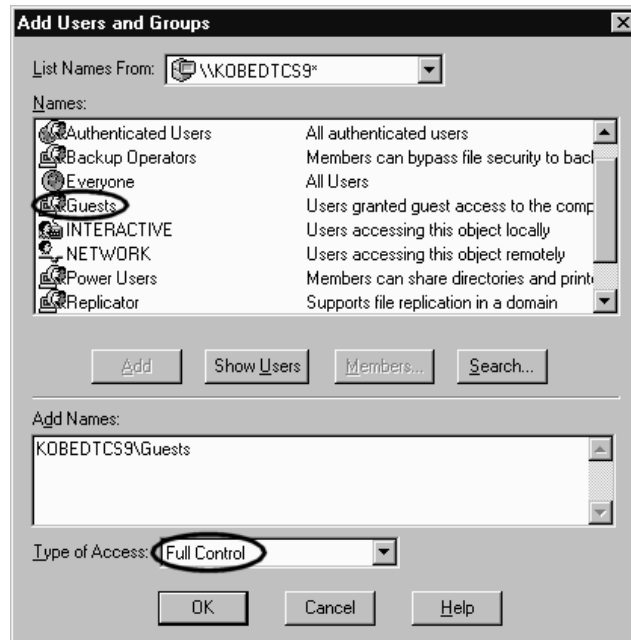 Add Users and Groups
List Names From: \\KOBEDTCS9*
Names:
Authenticated Users All authenticated users
Backup Operators Members can bypass file security to bac
Everyone All Users
Guests Users granted guest access to the comp
INTERACTIVE Users accessing this object locally
NETWORK Users accessing this object remotely
Power Users Members can share directories and print
Replicator Supports file replication in a domain
Add Show Users Members... Search...
Add Names:
KOBEDTCS9\Guests
Type of Access: Full Control
OK Cancel Help